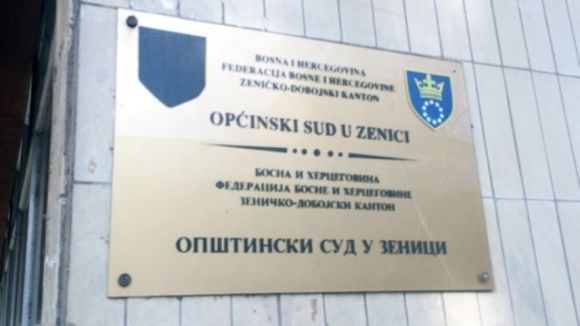 BOSNA I HERCEGOVINA
FEDERACIJA BOSNE I HERCEGOVINE
ZENIČKO-DOBOJSKI KANTON
OPĆINSKI SUD U ZENICI
БОСНА И ХЕРЦЕГОВИНА
ФЕДЕРАЦИЈА БОСНЕ И ХЕРЦЕГОВИНЕ
ЗЕНИЧКО-ДОБОЈСКИ КАНТОН
ОПШТИНСКИ СУД У ЗЕНИЦИ